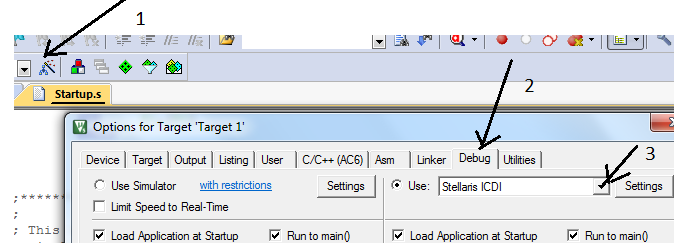 1
Startup.s
2
Options for Target 'Target 1'
Device Target Output Listing User C/C++ (AC6) Asm Linker Debug Utilities
3
Use Simulator with restrictions Settings Use: Stellaris ICDI Settings
Limit Speed to Real-Time
;******
;
; This
Load Application at Startup Run to main() Load Application at Startup Run to main()